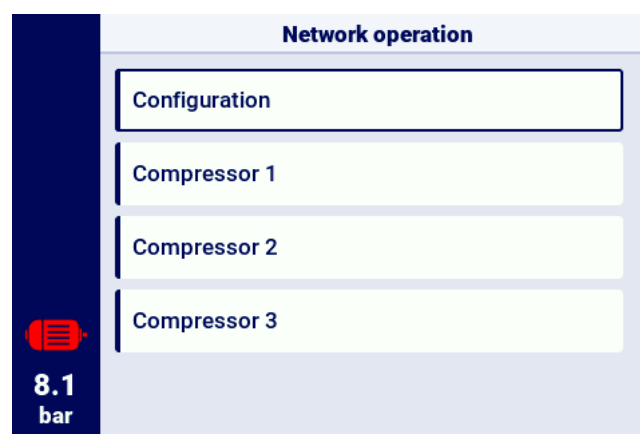 Network operation
Configuration
Compressor 1
Compressor 2
Compressor 3
8.1
bar